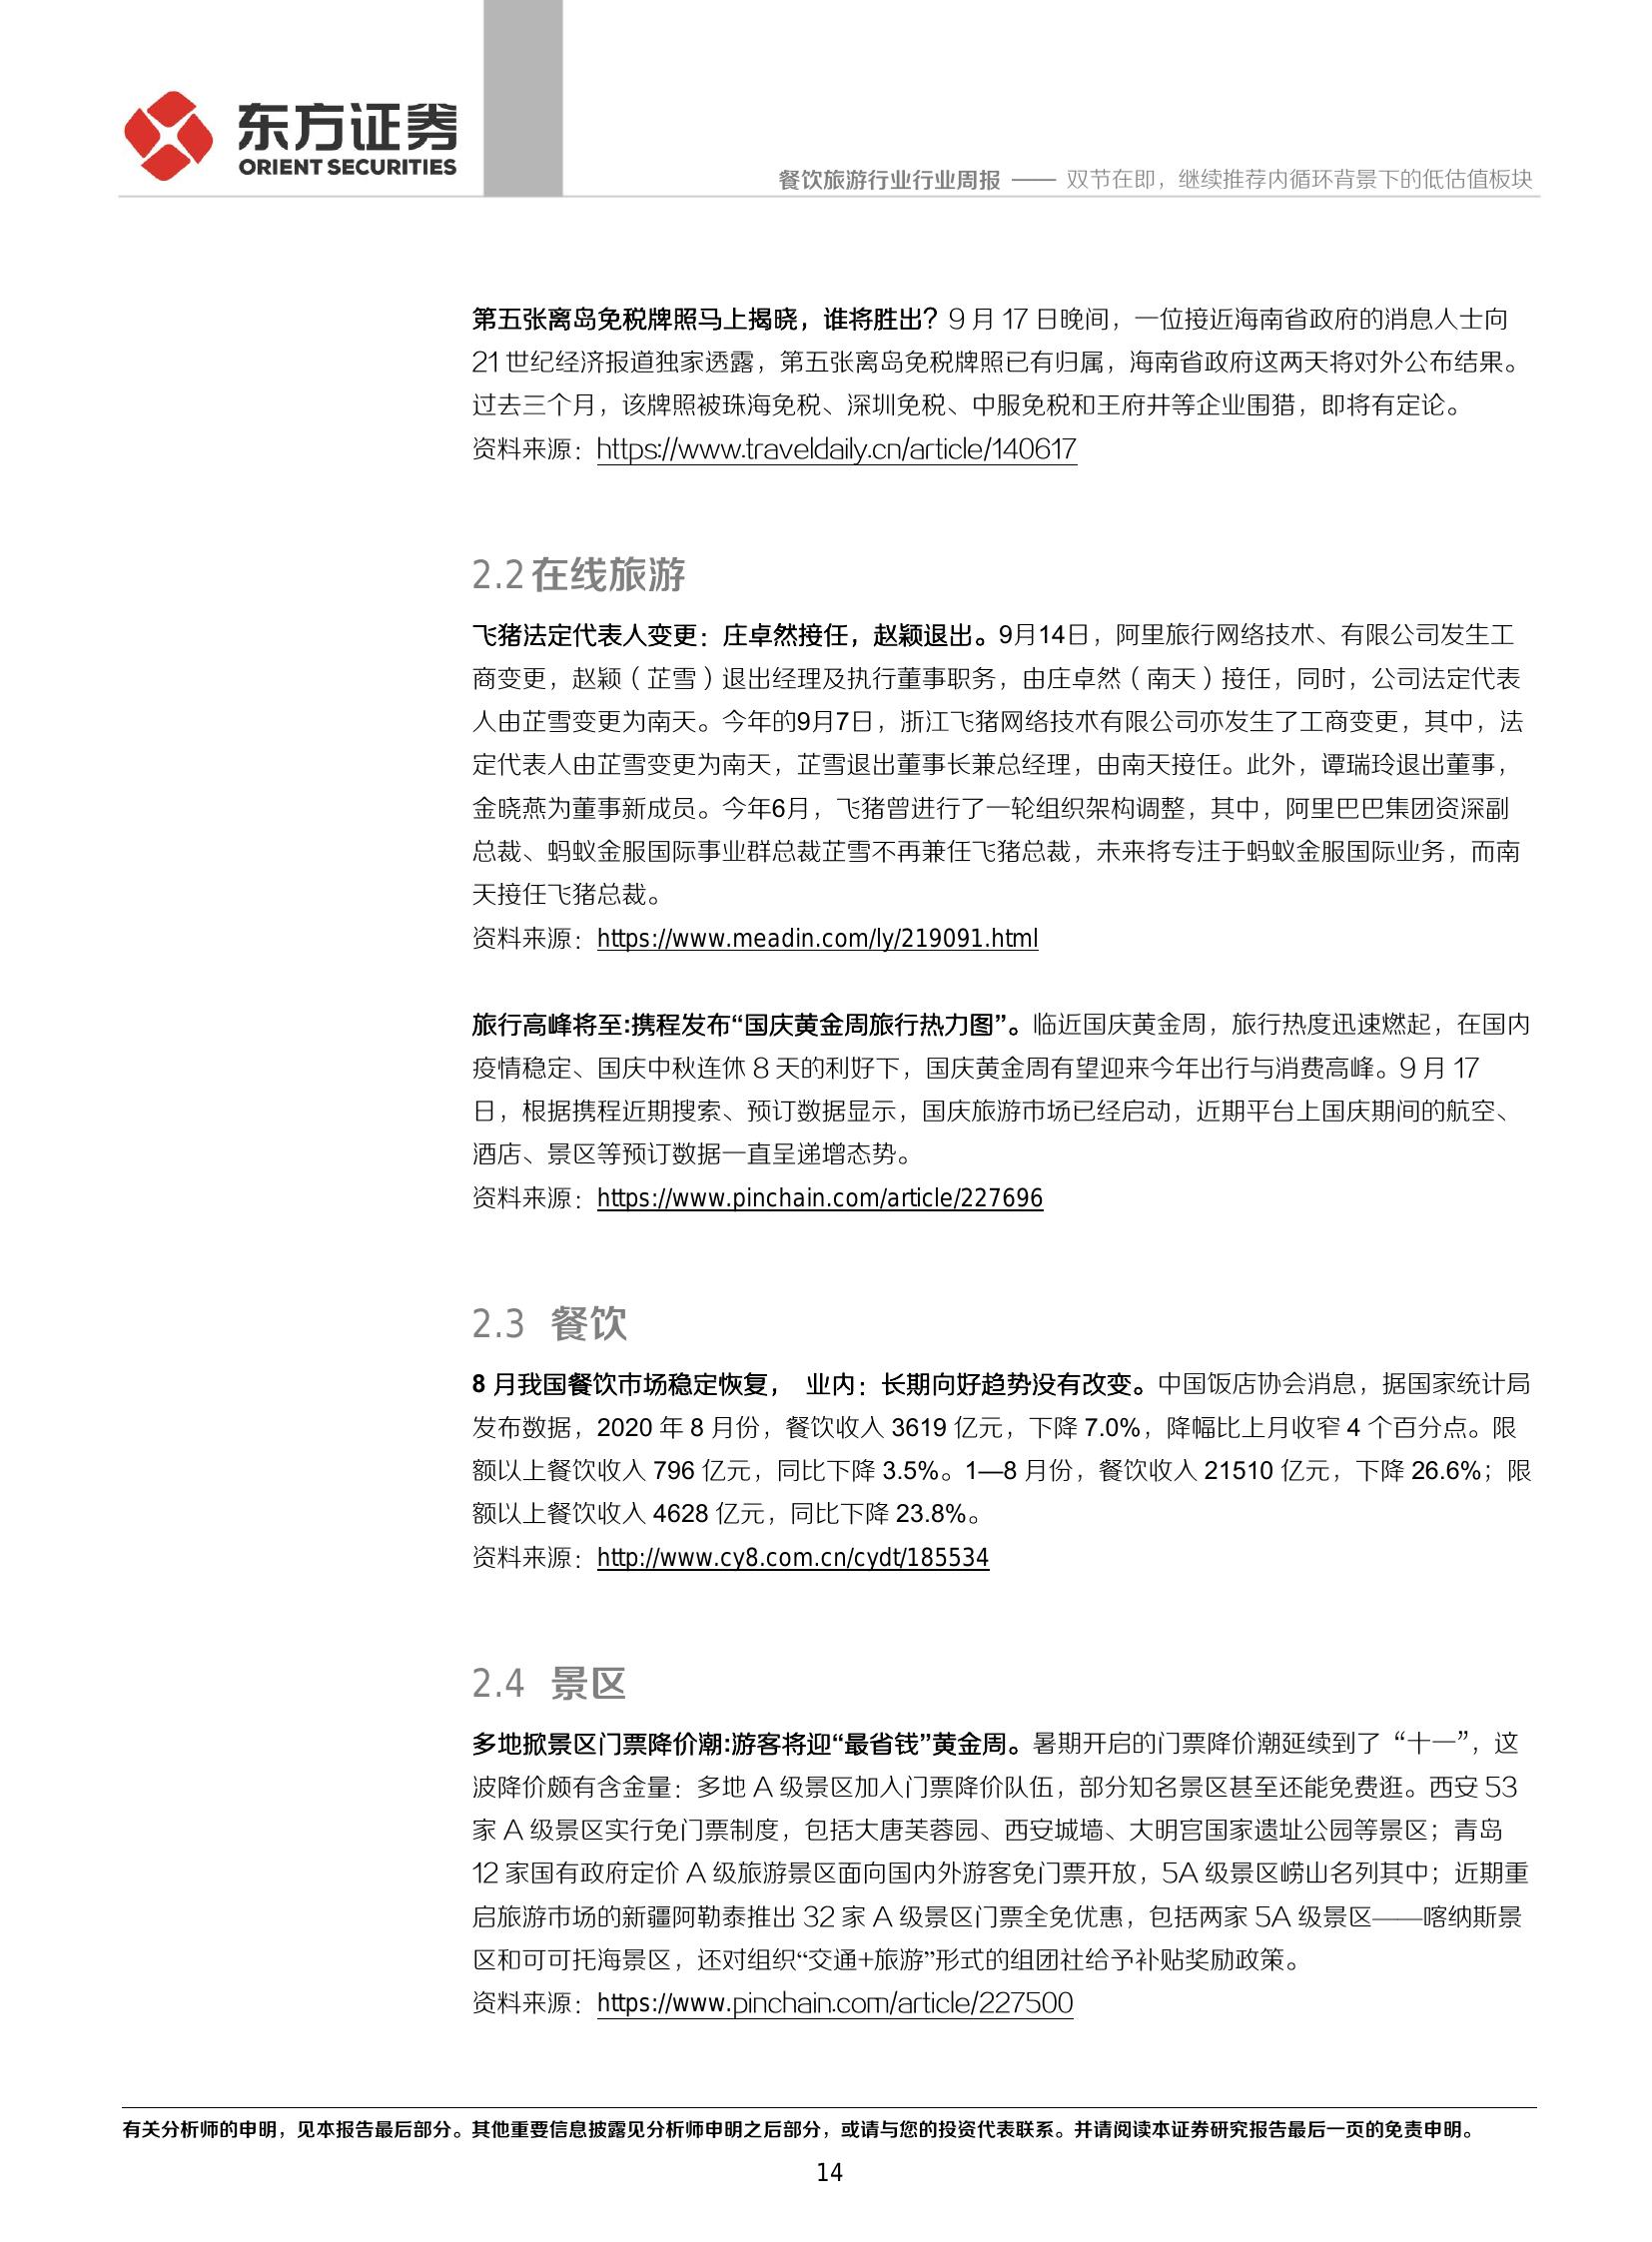 东方证券
ORIENT SECURITIES
餐饮旅游行业行业周报 —— 双节在即，继续推荐内循环背景下的低估值板块
第五张离岛免税牌照马上揭晓，谁将胜出？9 月 17 日晚间，一位接近海南省政府的消息人士向
21 世纪经济报道独家透露，第五张离岛免税牌照已有归属，海南省政府这两天将对外公布结果。
过去三个月，该牌照被珠海免税、深圳免税、中服免税和王府井等企业围猎，即将有定论。
资料来源：https://www.traveldaily.cn/article/140617
2.2 在线旅游
飞猪法定代表人变更：庄卓然接任，赵颖退出。9月14日，阿里旅行网络技术、有限公司发生工
商变更，赵颖（芷雪）退出经理及执行董事职务，由庄卓然（南天）接任，同时，公司法定代表
人由芷雪变更为南天。今年的9月7日，浙江飞猪网络技术有限公司亦发生了工商变更，其中，法
定代表人由芷雪变更为南天，芷雪退出董事长兼总经理，由南天接任。此外，谭瑞玲退出董事，
金晓燕为董事新成员。今年6月，飞猪曾进行了一轮组织架构调整，其中，阿里巴巴集团资深副
总裁、蚂蚁金服国际事业群总裁芷雪不再兼任飞猪总裁，未来将专注于蚂蚁金服国际业务，而南
天接任飞猪总裁。
资料来源：https://www.meadin.com/ly/219091.html
旅行高峰将至:携程发布“国庆黄金周旅行热力图”。临近国庆黄金周，旅行热度迅速燃起，在国内
疫情稳定、国庆中秋连休 8 天的利好下，国庆黄金周有望迎来今年出行与消费高峰。9 月 17
日，根据携程近期搜索、预订数据显示，国庆旅游市场已经启动，近期平台上国庆期间的航空、
酒店、景区等预订数据一直呈递增态势。
资料来源：https://www.pinchain.com/article/227696
2.3 餐饮
8 月我国餐饮市场稳定恢复， 业内：长期向好趋势没有改变。中国饭店协会消息，据国家统计局
发布数据，2020 年 8 月份，餐饮收入 3619 亿元，下降 7.0%，降幅比上月收窄 4 个百分点。限
额以上餐饮收入 796 亿元，同比下降 3.5%。1—8 月份，餐饮收入 21510 亿元，下降 26.6%；限
额以上餐饮收入 4628 亿元，同比下降 23.8%。
资料来源：http://www.cy8.com.cn/cydt/185534
2.4 景区
多地掀景区门票降价潮:游客将迎“最省钱”黄金周。暑期开启的门票降价潮延续到了“十一”，这
波降价颇有含金量：多地 A 级景区加入门票降价队伍，部分知名景区甚至还能免费逛。西安 53
家 A 级景区实行免门票制度，包括大唐芙蓉园、西安城墙、大明宫国家遗址公园等景区；青岛
12 家国有政府定价 A 级旅游景区面向国内外游客免门票开放，5A 级景区崂山名列其中；近期重
启旅游市场的新疆阿勒泰推出 32 家 A 级景区门票全免优惠，包括两家 5A 级景区——喀纳斯景
区和可可托海景区，还对组织“交通+旅游”形式的组团社给予补贴奖励政策。
资料来源：https://www.pinchain.com/article/227500
有关分析师的申明，见本报告最后部分。其他重要信息披露见分析师申明之后部分，或请与您的投资代表联系。并请阅读本证券研究报告最后一页的免责申明。
14